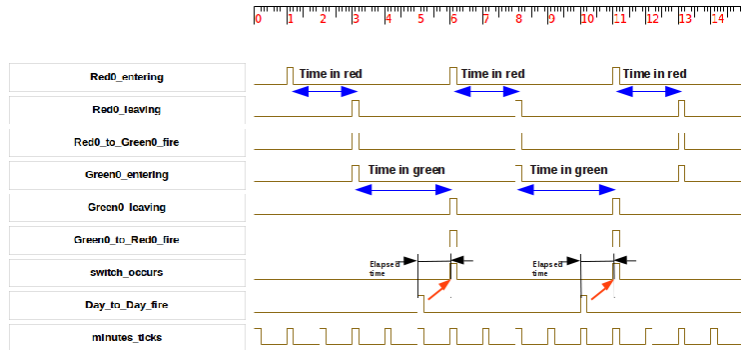 0 1 2 3 4 5 6 7 8 9 10 11 12 13 14
Red0_entering Time in red Time in red Time in red
Red0_leaving
Red0_to_Green0_fire
Green0_entering Time in green Time in green
Green0_leaving
Green0_to_Red0_fire
switch_occurs Elapsed time Elapsed time
Day_to_Day_fire
minutes_ticks